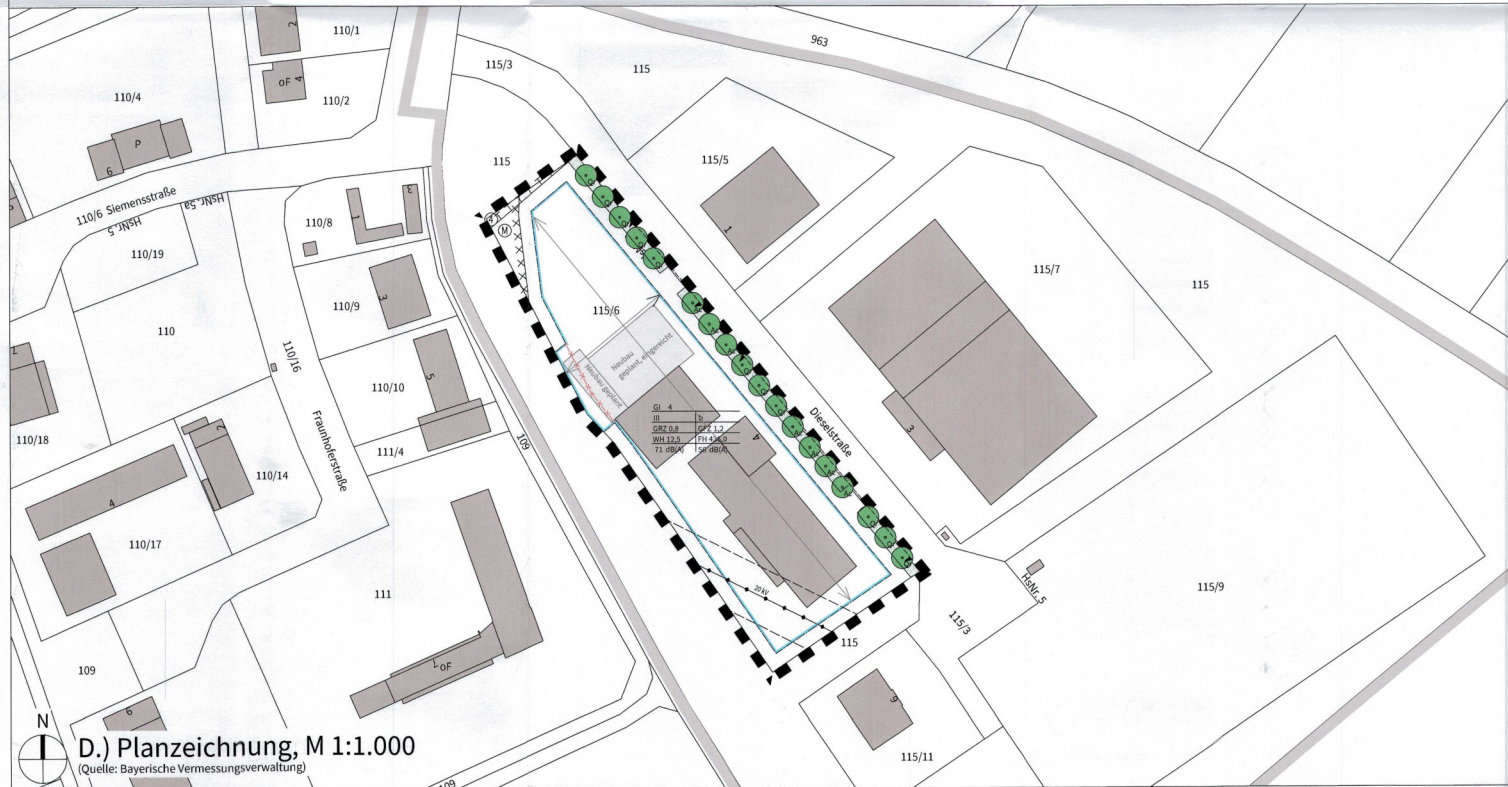 2
110/1
963
115/3
115
oF 4
110/4
110/2
P
6
115
115/5
1
110/6 Siemensstraße
HsNr. 5a
HsNr. 5
3
1
110/8
4
M
110/19
115/7
115
110/9
3
115/6
110
110/16
Neubau
geplant, eingereicht
Neubau geplant
110/10
5
GI 4
III b
GRZ 0,8 GFZ 1,2
WH 12,5
71 dB(A) 56 dB(A)
4
Dieselstraße
3
110/18
2
Fraunhoferstraße
111/4
109
110/14
4
110/17
20 kV
HsNr. 5
115/9
111
115/3
115
1
oF
109
6
9
115/11
109
N
D.) Planzeichnung, M 1:1.000
(Quelle: Bayerische Vermessungsverwaltung)